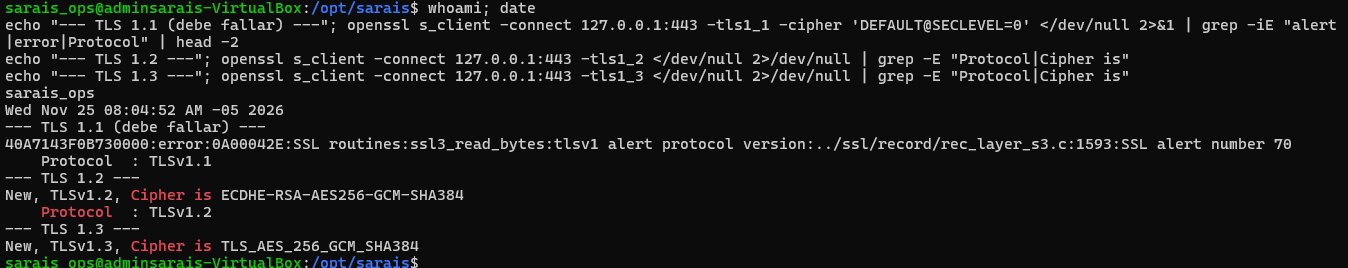 sarais_ops@adminsarais-VirtualBox:/opt/sarais$ whoami; date
echo "--- TLS 1.1 (debe fallar) ---"; openssl s_client -connect 127.0.0.1:443 -tls1_1 -cipher 'DEFAULT@SECLEVEL=0' </dev/null 2>&1 | grep -iE "alert
|error|Protocol" | head -2
echo "--- TLS 1.2 ---"; openssl s_client -connect 127.0.0.1:443 -tls1_2 </dev/null 2>/dev/null | grep -E "Protocol|Cipher is"
echo "--- TLS 1.3 ---"; openssl s_client -connect 127.0.0.1:443 -tls1_3 </dev/null 2>/dev/null | grep -E "Protocol|Cipher is"
sarais_ops
Wed Nov 25 08:04:52 AM -05 2026
--- TLS 1.1 (debe fallar) ---
40A7143F0B730000:error:0A00042E:SSL routines:ssl3_read_bytes:tlsv1 alert protocol version:../ssl/record/rec_layer_s3.c:1593:SSL alert number 70
    Protocol  : TLSv1.1
--- TLS 1.2 ---
New, TLSv1.2, Cipher is ECDHE-RSA-AES256-GCM-SHA384
    Protocol  : TLSv1.2
--- TLS 1.3 ---
New, TLSv1.3, Cipher is TLS_AES_256_GCM_SHA384
sarais_ops@adminsarais-VirtualBox:/opt/sarais$